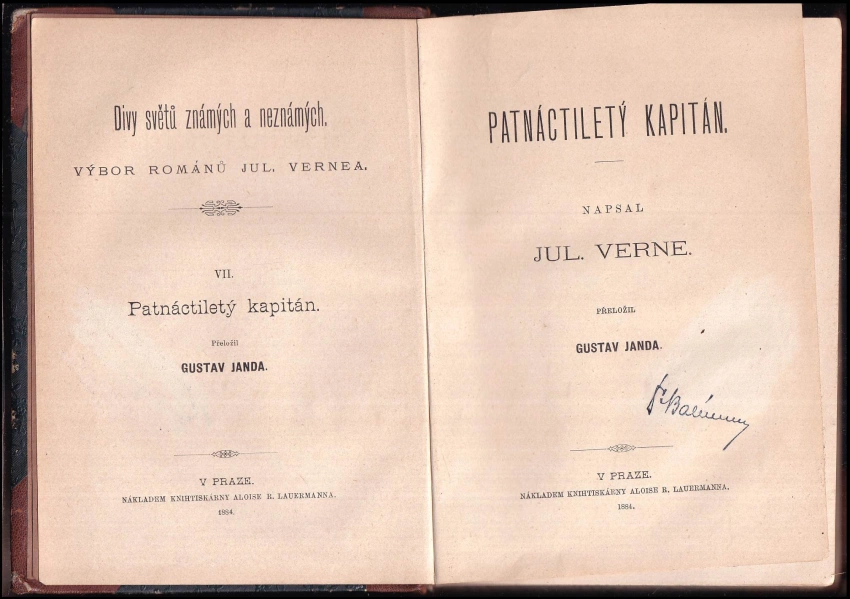 Divy světů známých a neznámých.
VÝBOR ROMÁNŮ JUL. VERNEA.
VII.
Patnáctiletý kapitán.
Přeložil
GUSTAV JANDA.
V PRAZE.
NÁKLADEM KNIHTISKÁRNY ALOISE R. LAUERMANNA.
1884.
PATNÁCTILETÝ KAPITÁN.
NAPSAL
JUL. VERNE.
PŘELOŽIL
GUSTAV JANDA.
V PRAZE.
NÁKLADEM KNIHTISKÁRNY ALOISE R. LAUERMANNA.
1884.